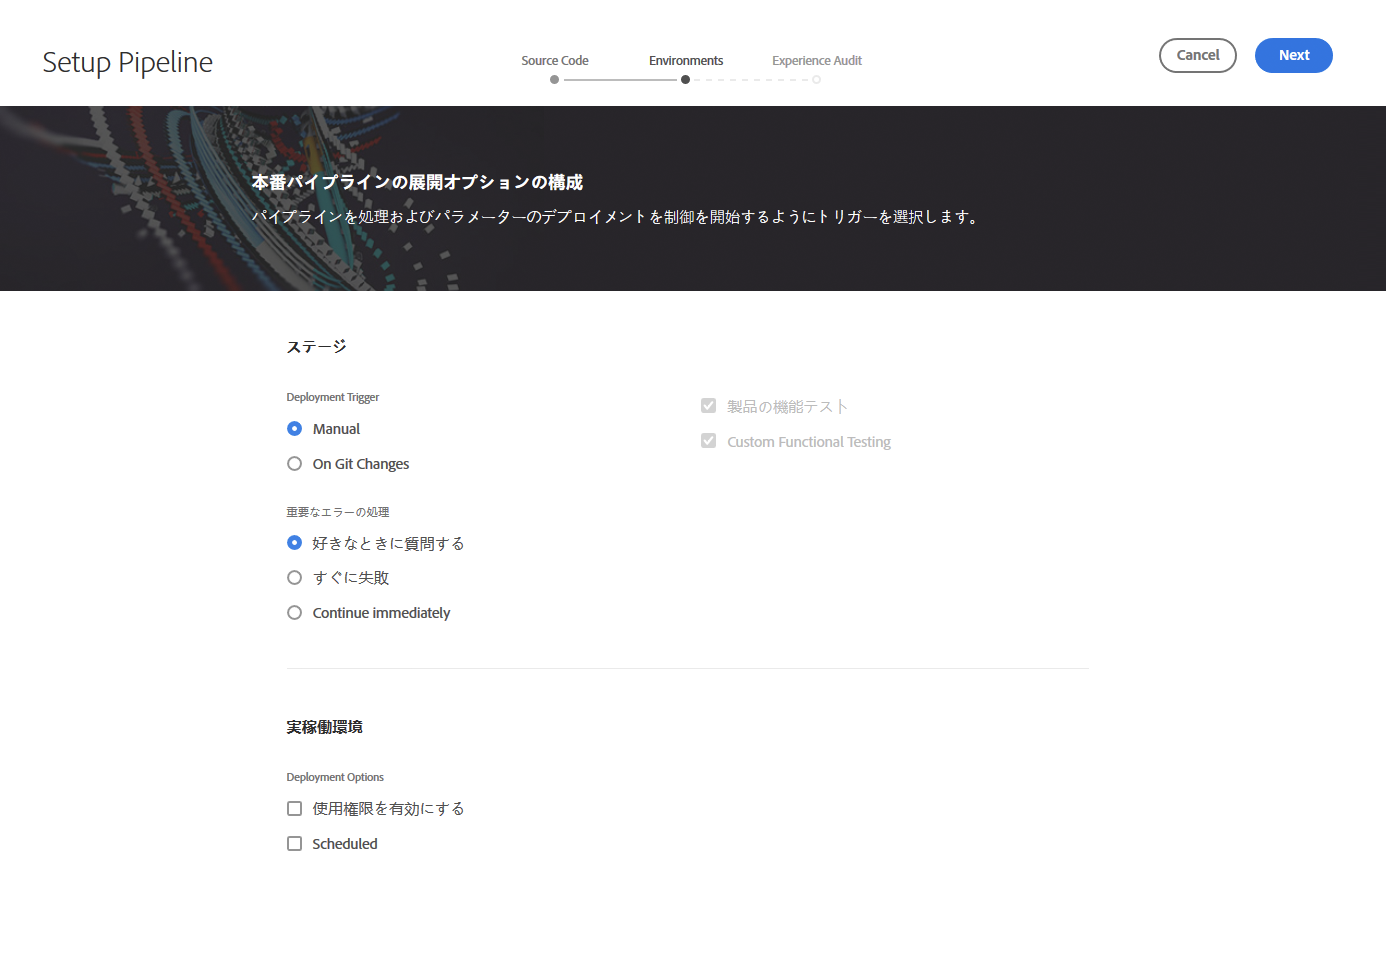 Setup Pipeline
Source Code
Environments
Experience Audit
Cancel
Next
本番パイプラインの展開オプションの構成
パイプラインを処理およびパラメーターのデプロイメントを制御を開始するようにトリガーを選択します。
ステージ
Deployment Trigger
Manual
On Git Changes
製品の機能テスト
Custom Functional Testing
重要なエラーの処理
好きなときに質問する
すぐに失敗
Continue immediately
実稼働環境
Deployment Options
使用権限を有効にする
Scheduled